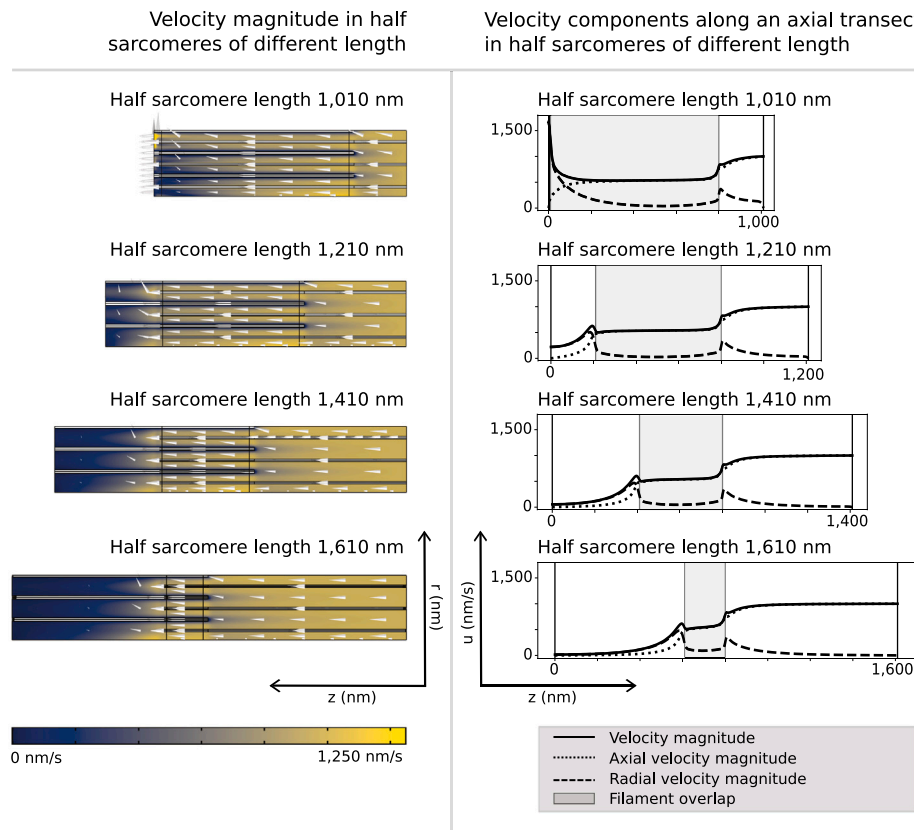 Velocity magnitude in half
sarcomeres of different length
Half sarcomere length 1,010 nm
Half sarcomere length 1,210 nm
Half sarcomere length 1,410 nm
Half sarcomere length 1,610 nm
r (nm)
z (nm)
0 nm/s
1,250 nm/s
Velocity components along an axial transec
in half sarcomeres of different length
Half sarcomere length 1,010 nm
1,500
0
0
1,000
Half sarcomere length 1,210 nm
1,500
0
0
1,200
Half sarcomere length 1,410 nm
1,500
0
0
1,400
Half sarcomere length 1,610 nm
1,500
0
0
1,600
u (nm/s)
z (nm)
Velocity magnitude
Axial velocity magnitude
Radial velocity magnitude
Filament overlap